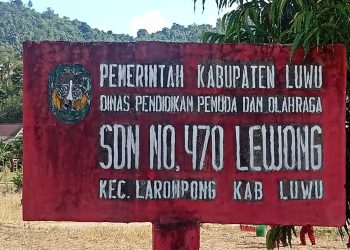 PEMERINTAH KABUPATEN LUWU
DINAS PENDIDIKAN PEMUDA DAN OLAHRAGA
SDN NO. 470 LEWONG
KEC. LAROMPONG KAB LUWU